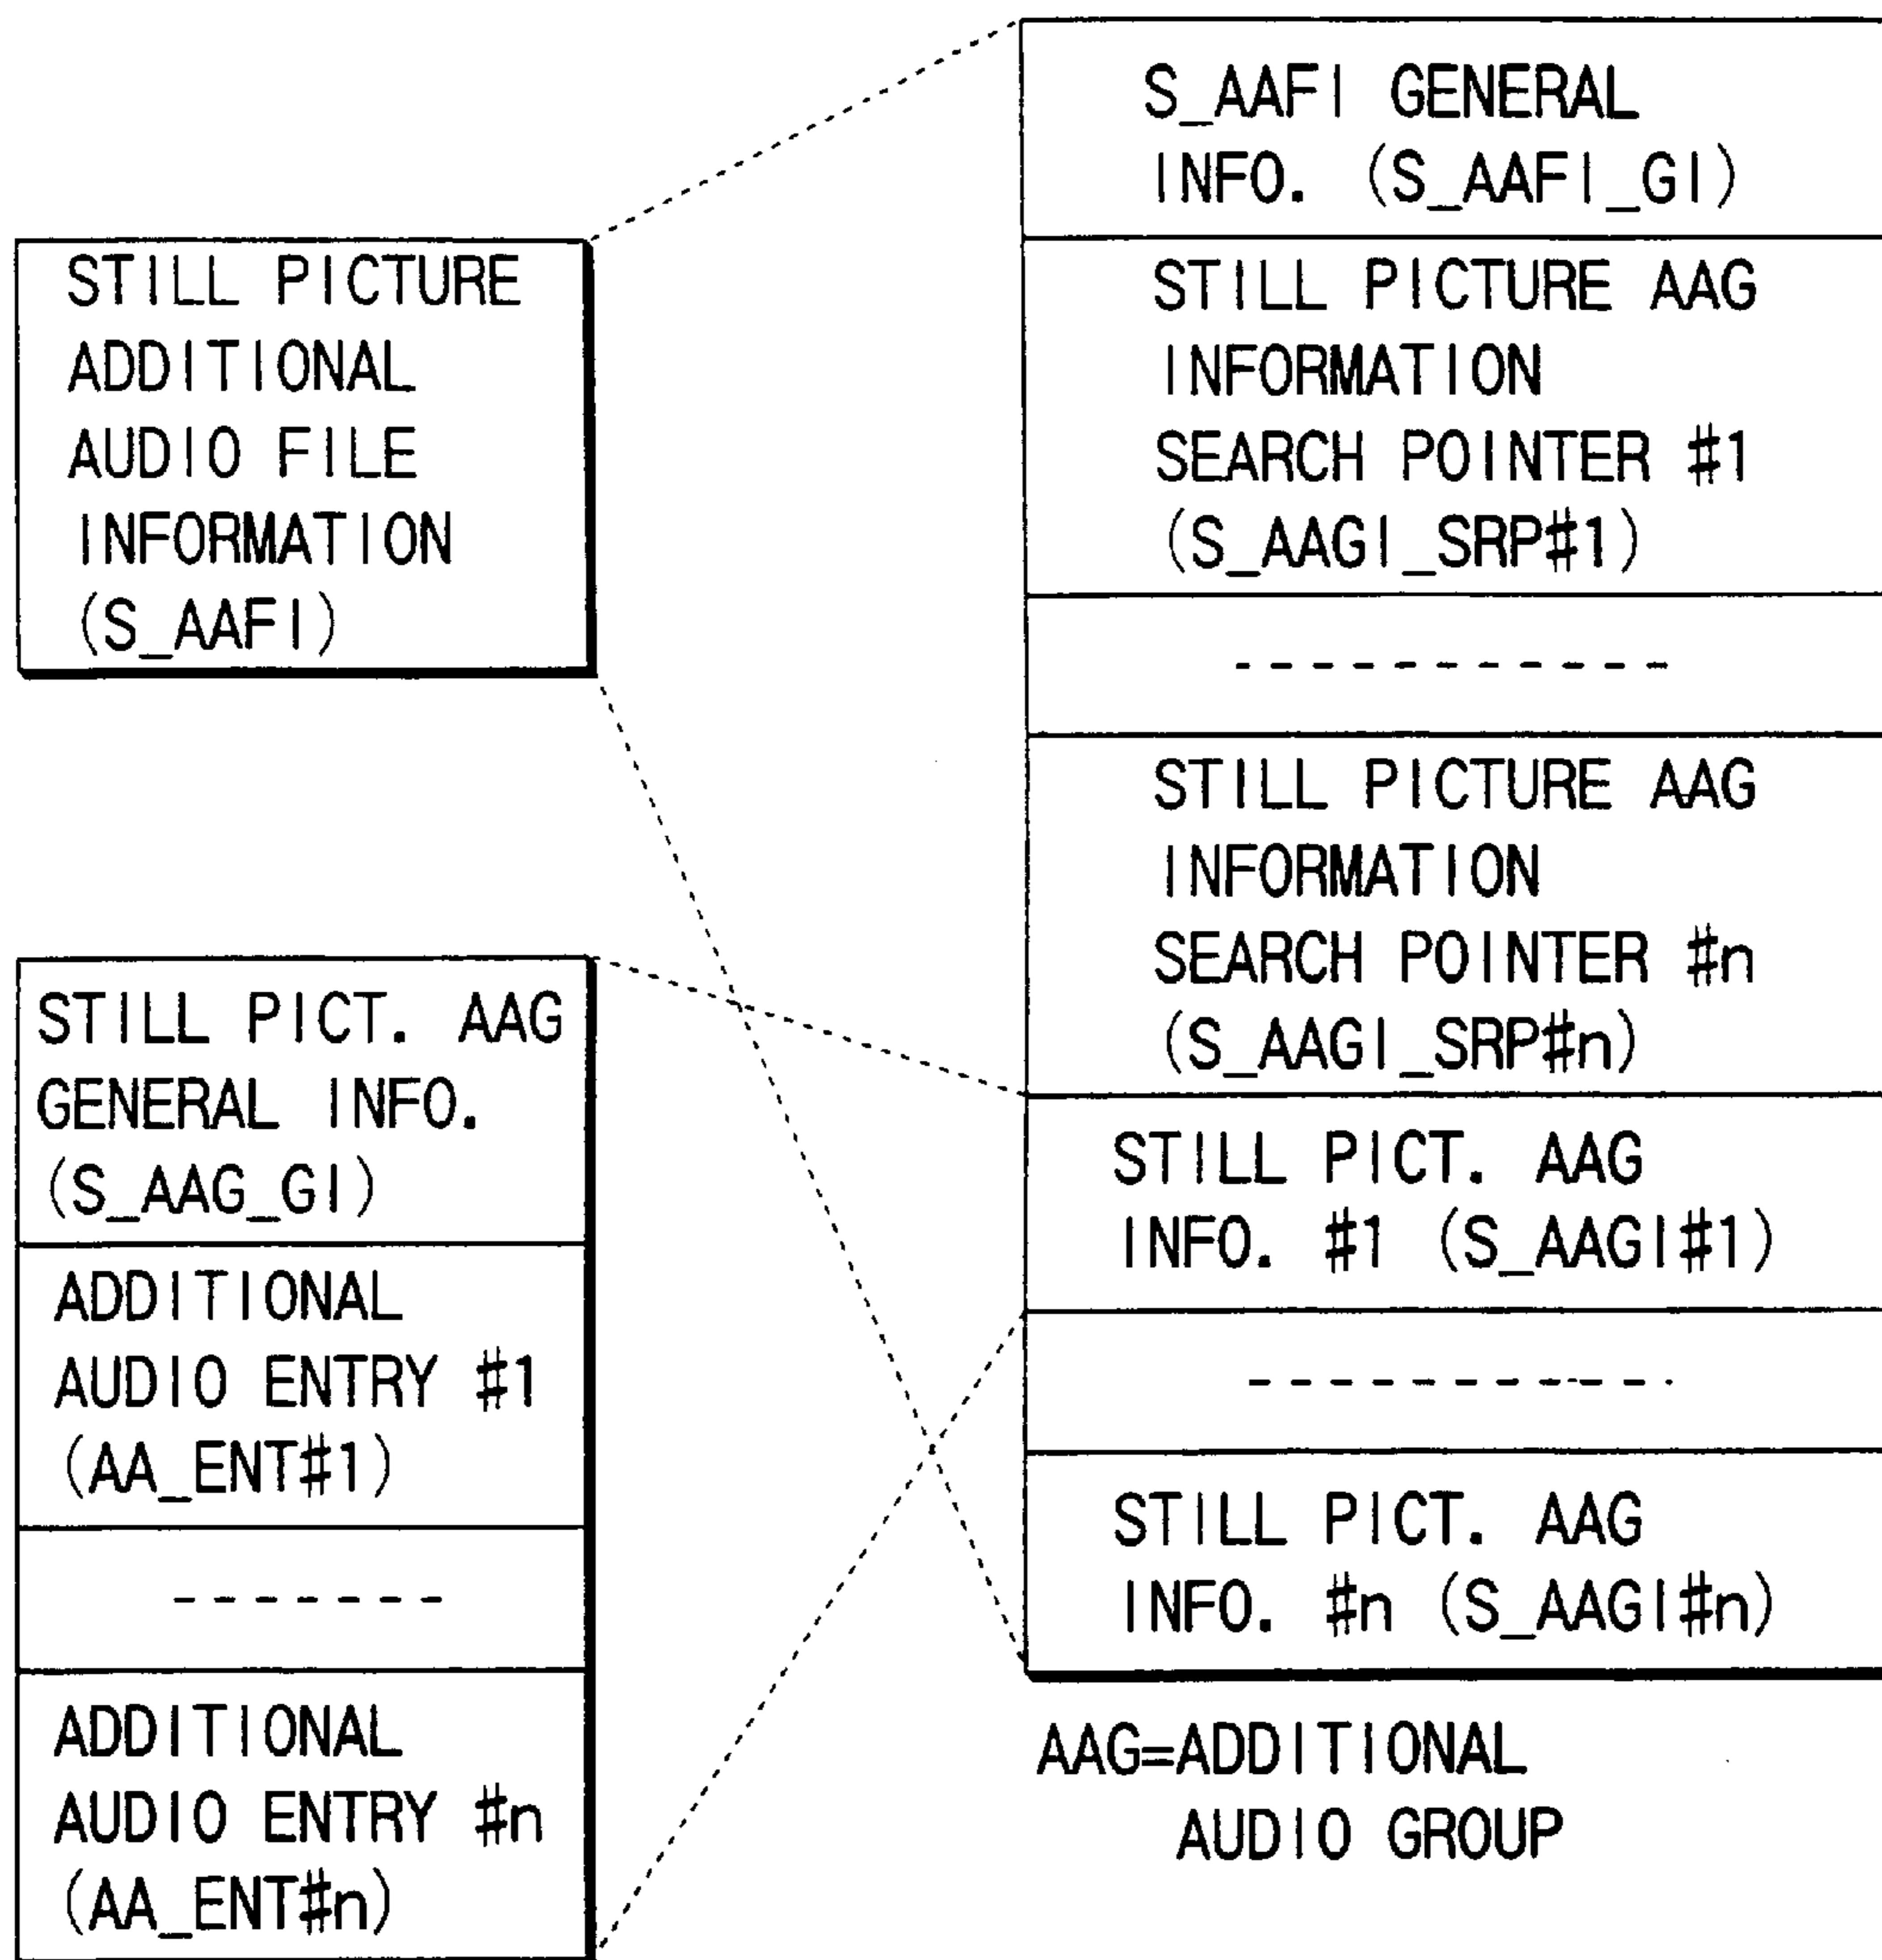 STILL PICTURE
ADDITIONAL
AUDIO FILE
INFORMATION
(S_AAFI)
STILL PICT. AAG
GENERAL INFO.
(S_AAG_GI)
ADDITIONAL
AUDIO ENTRY #1
(AA_ENT#1)
ADDITIONAL
AUDIO ENTRY #n
(AA_ENT#n)
S_AAFI GENERAL
INFO. (S_AAFI_GI)
STILL PICTURE AAG
INFORMATION
SEARCH POINTER #1
(S_AAGI_SRP#1)
STILL PICTURE AAG
INFORMATION
SEARCH POINTER #n
(S_AAGI_SRP#n)
STILL PICT. AAG
INFO. #1 (S_AAGI#1)
STILL PICT. AAG
INFO. #n (S_AAGI#n)
AAG=ADDITIONAL
AUDIO GROUP